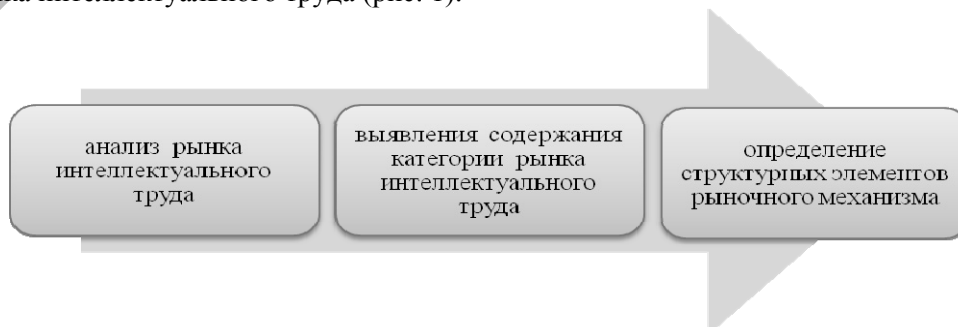 интеллектуального труда (рис. 1).
анализ рынка
интеллектуального
труда
выявления содержания
категории рынка
интеллектуального
труда
определение
структурных элементов
рыночного механизма